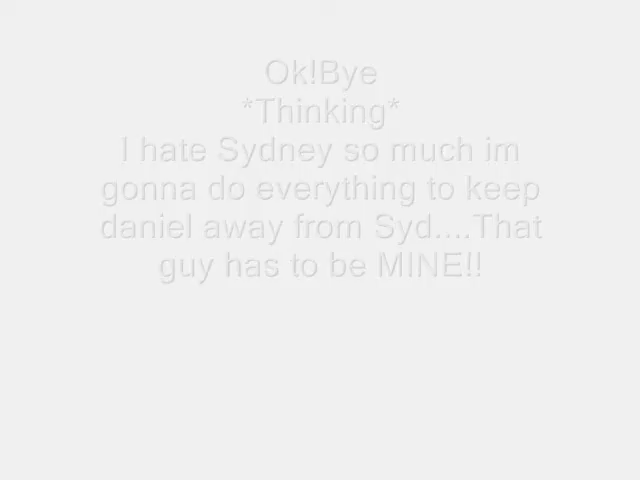 Ok!Bye
*Thinking*
I hate Sydney so much im
gonna do everything to keep
daniel away from Syd....That
guy has to be MINE!!